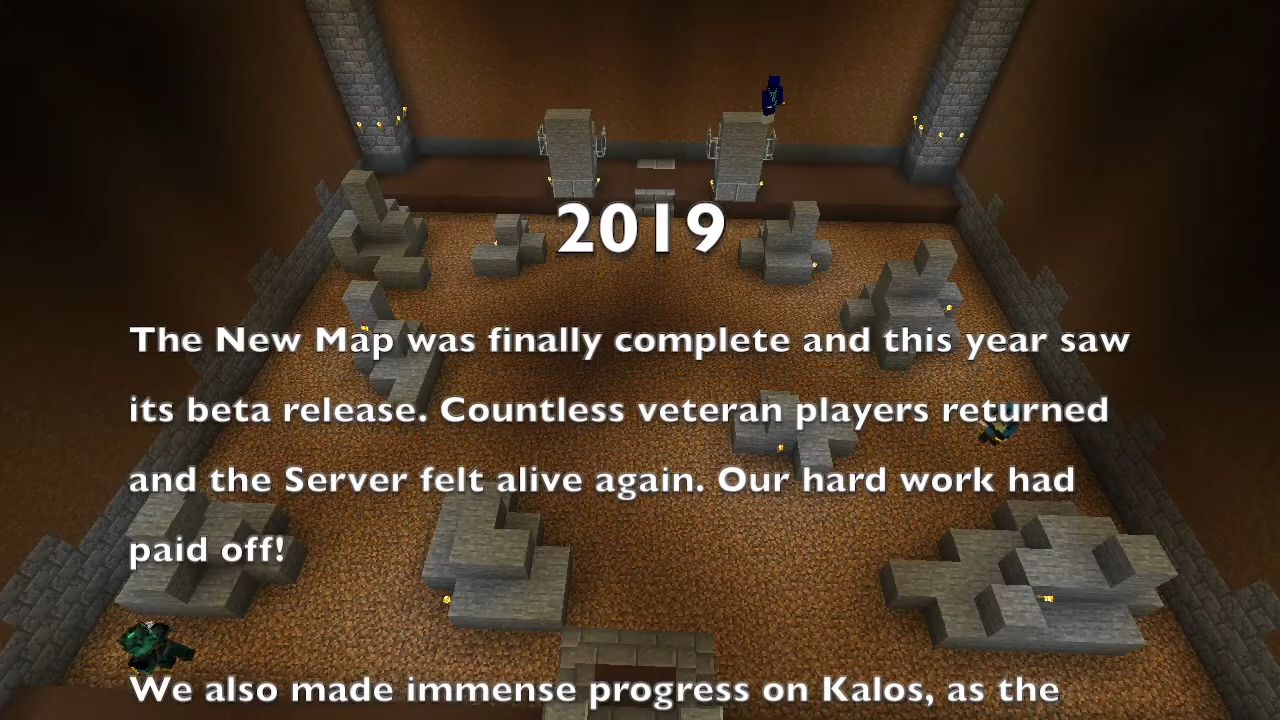 2019
The New Map was finally complete and this year saw
its beta release. Countless veteran players returned
and the Server felt alive again. Our hard work had
paid off!
We also made immense progress on Kalos, as the